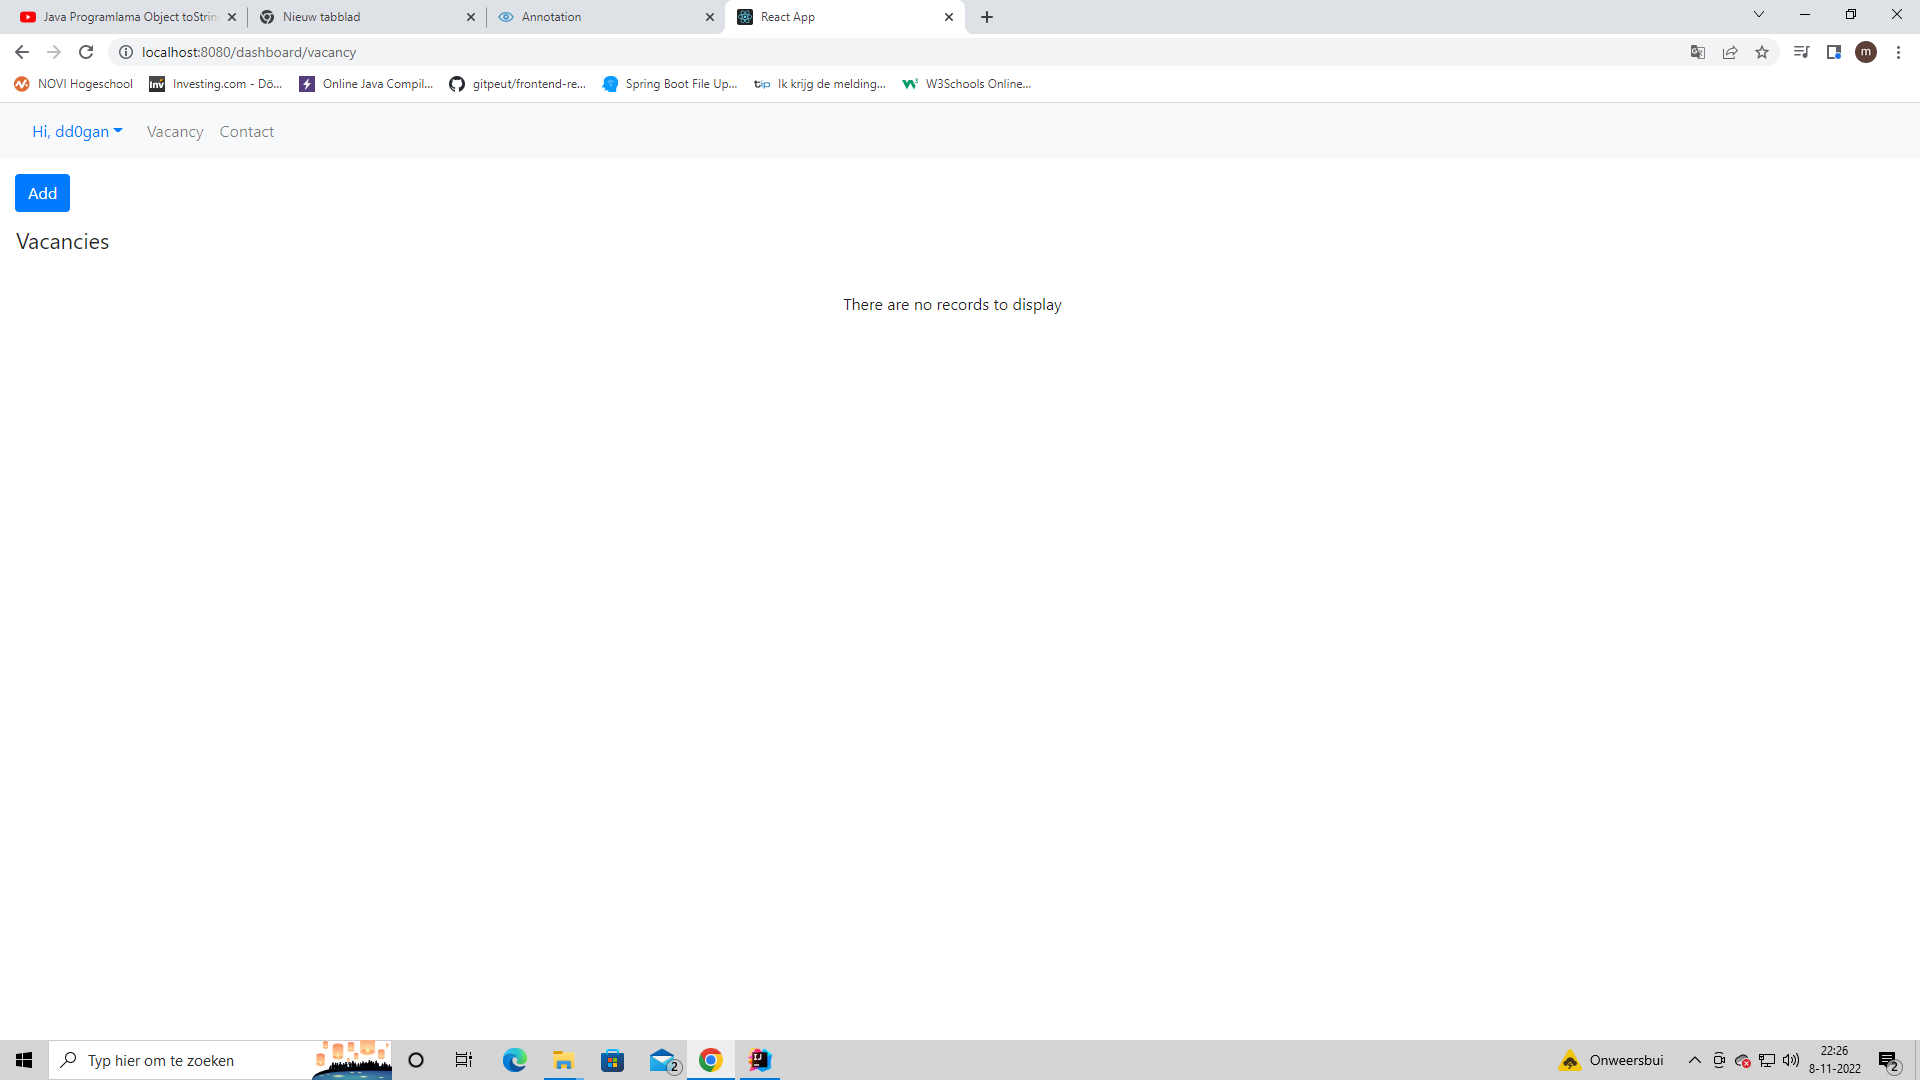 Java Programlama Object toStrin
Nieuw tabblad
Annotation
React App
localhost:8080/dashboard/vacancy
m
NOVI Hogeschool
Investing.com - Dö...
Online Java Compil...
gitpeut/frontend-re...
Spring Boot File Up...
Ik krijg de melding...
W3Schools Online...
Hi, dd0gan
Vacancy
Contact
Add
Vacancies
There are no records to display
Typ hier om te zoeken
2
Onweersbui
22:26
8-11-2022
2